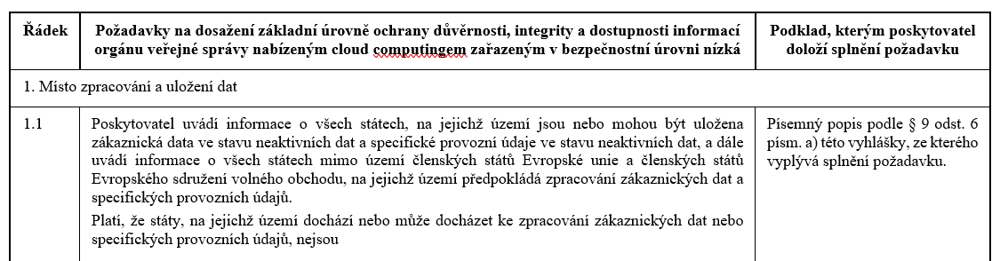 Řádek
Požadavky na dosažení základní úrovně ochrany důvěrnosti, integrity a dostupnosti informací
orgánu veřejné správy nabízeným cloud computingem zařazeným v bezpečnostní úrovni nízká
Podklad, kterým poskytovatel
doloží splnění požadavku
1. Místo zpracování a uložení dat
1.1
Poskytovatel uvádí informace o všech státech, na jejichž území jsou nebo mohou být uložena
zákaznická data ve stavu neaktivních dat a specifické provozní údaje ve stavu neaktivních dat, a dále
uvádí informace o všech státech mimo území členských států Evropské unie a členských států
Evropského sdružení volného obchodu, na jejichž území předpokládá zpracování zákaznických dat a
specifických provozních údajů.
Platí, že státy, na jejichž území dochází nebo může docházet ke zpracování zákaznických dat nebo
specifických provozních údajů, nejsou
Písemný popis podle § 9 odst. 6
písm. a) této vyhlášky, ze kterého
vyplývá splnění požadavku.